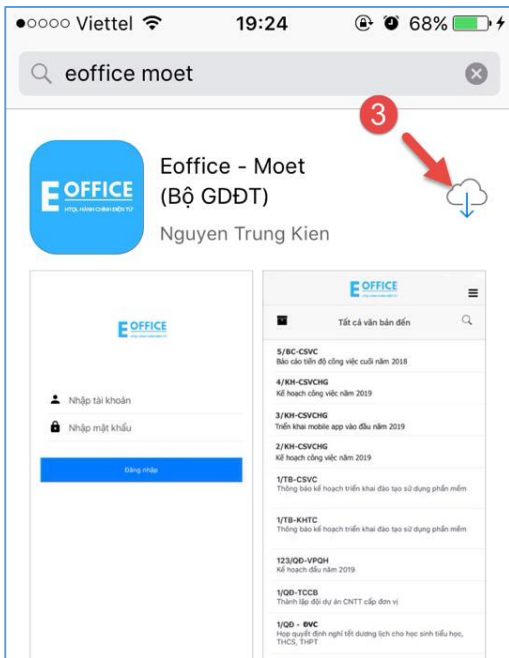 Viettel 19:24 68%
eoffice moet
3
E OFFICE
HTQL HÀNH CHÍNH ĐIỆN TỬ
Eoffice - Moet
(Bộ GDĐT)
Nguyen Trung Kien
E OFFICE
Nhập tài khoản
Nhập mật khẩu
Đăng nhập
E OFFICE
Tất cả văn bản đến
5/BC-CSVC
Báo cáo tiến độ công việc cuối năm 2018
4/KH-CSVCHG
Kế hoạch công việc năm 2019
3/KH-CSVCHG
Triển khai mobile app vào đầu năm 2019
2/KH-CSVCHG
Kế hoạch công việc năm 2019
1/TB-CSVC
Thông báo kế hoạch triển khai đào tạo sử dụng phần mềm
1/TB-KHTC
Thông báo kế hoạch triển khai đào tạo sử dụng phần mềm
123/QĐ-VPQH
Kế hoạch đầu năm 2019
1/QĐ-TCCB
Thành lập đội dự án CNTT cấp đơn vị
1/QĐ - ĐVC
Họp quyết định nghỉ tết dương lịch cho học sinh tiểu học,
THCS, THPT